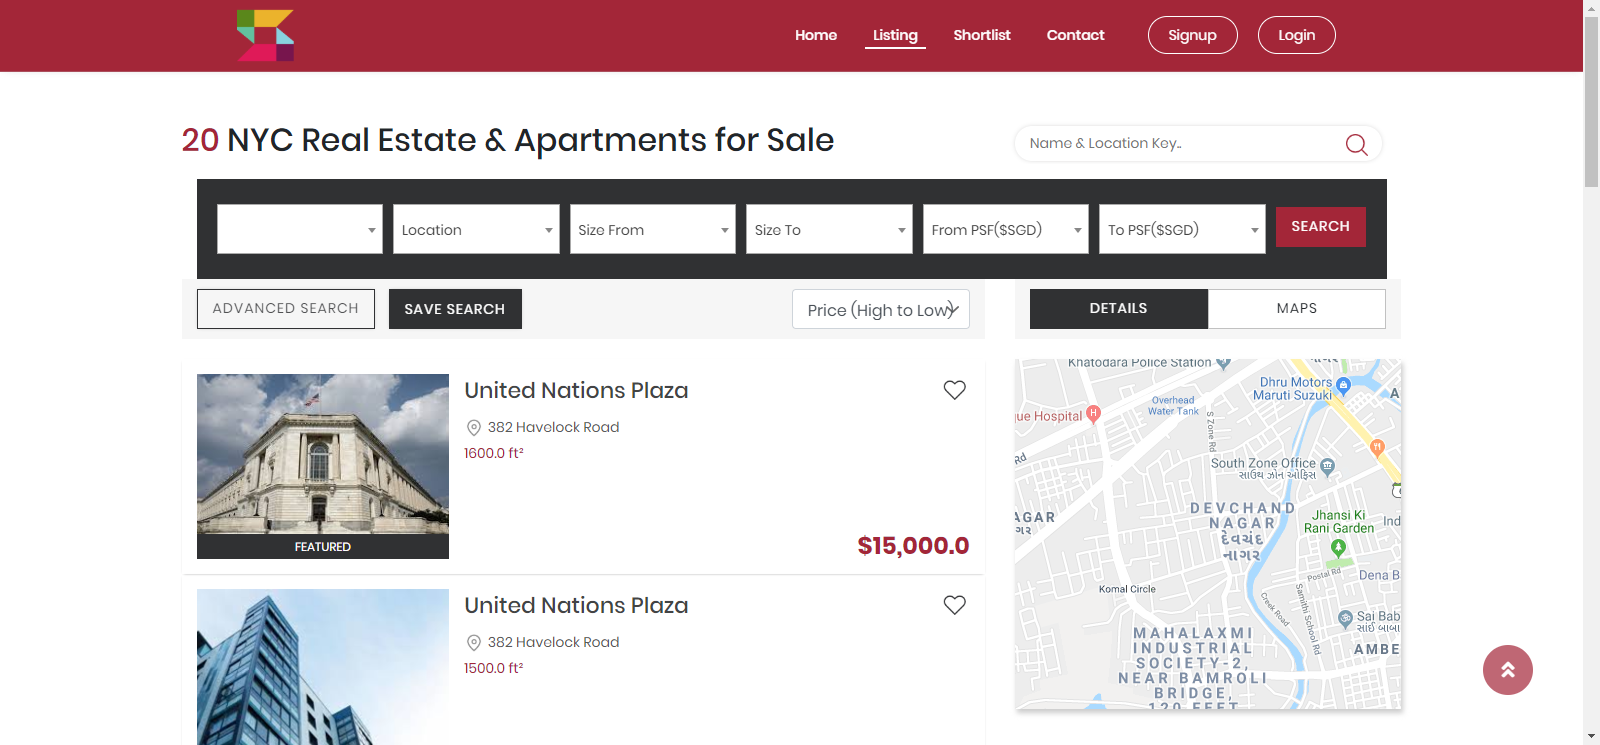 Home
Listing
Shortlist
Contact
Signup
Login
20 NYC Real Estate & Apartments for Sale
Name & Location Key..
Location
Size From
Size To
From PSF($SGD)
To PSF($SGD)
SEARCH
ADVANCED SEARCH
SAVE SEARCH
Price (High to Low)
DETAILS
MAPS
United Nations Plaza
382 Havelock Road
1600.0 ft²
FEATURED
$15,000.0
United Nations Plaza
382 Havelock Road
1500.0 ft²
Khatodara Police Station
Dhru Motors
Maruti Suzuki
Overhead
Water Tank
que Hospital
H
S Zone Rd
Rd
South Zone Office
સાઉથ ઝોન ઓફિસ
DEVCHAND
NAGAR
દેવચંદ
નાગર
AGAR
ગર
Jhansi Ki
Rani Garden
Ind
6
Postal Rd
Dena B
Komal Circle
Creek Road
Samithi School Rd
Sai Bab
સાઈ બાબા
AMBE
MAHALAXMI
INDUSTRIAL
SOCIETY-2,
NEAR BAMROLI
BRIDGE,
120 FEET